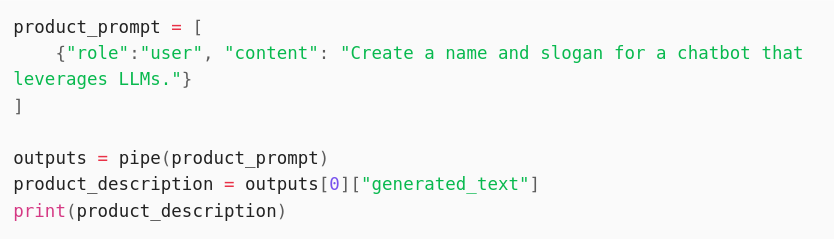 product_prompt = [
    {"role":"user", "content": "Create a name and slogan for a chatbot that
leverages LLMs."}
]

outputs = pipe(product_prompt)
product_description = outputs[0]["generated_text"]
print(product_description)